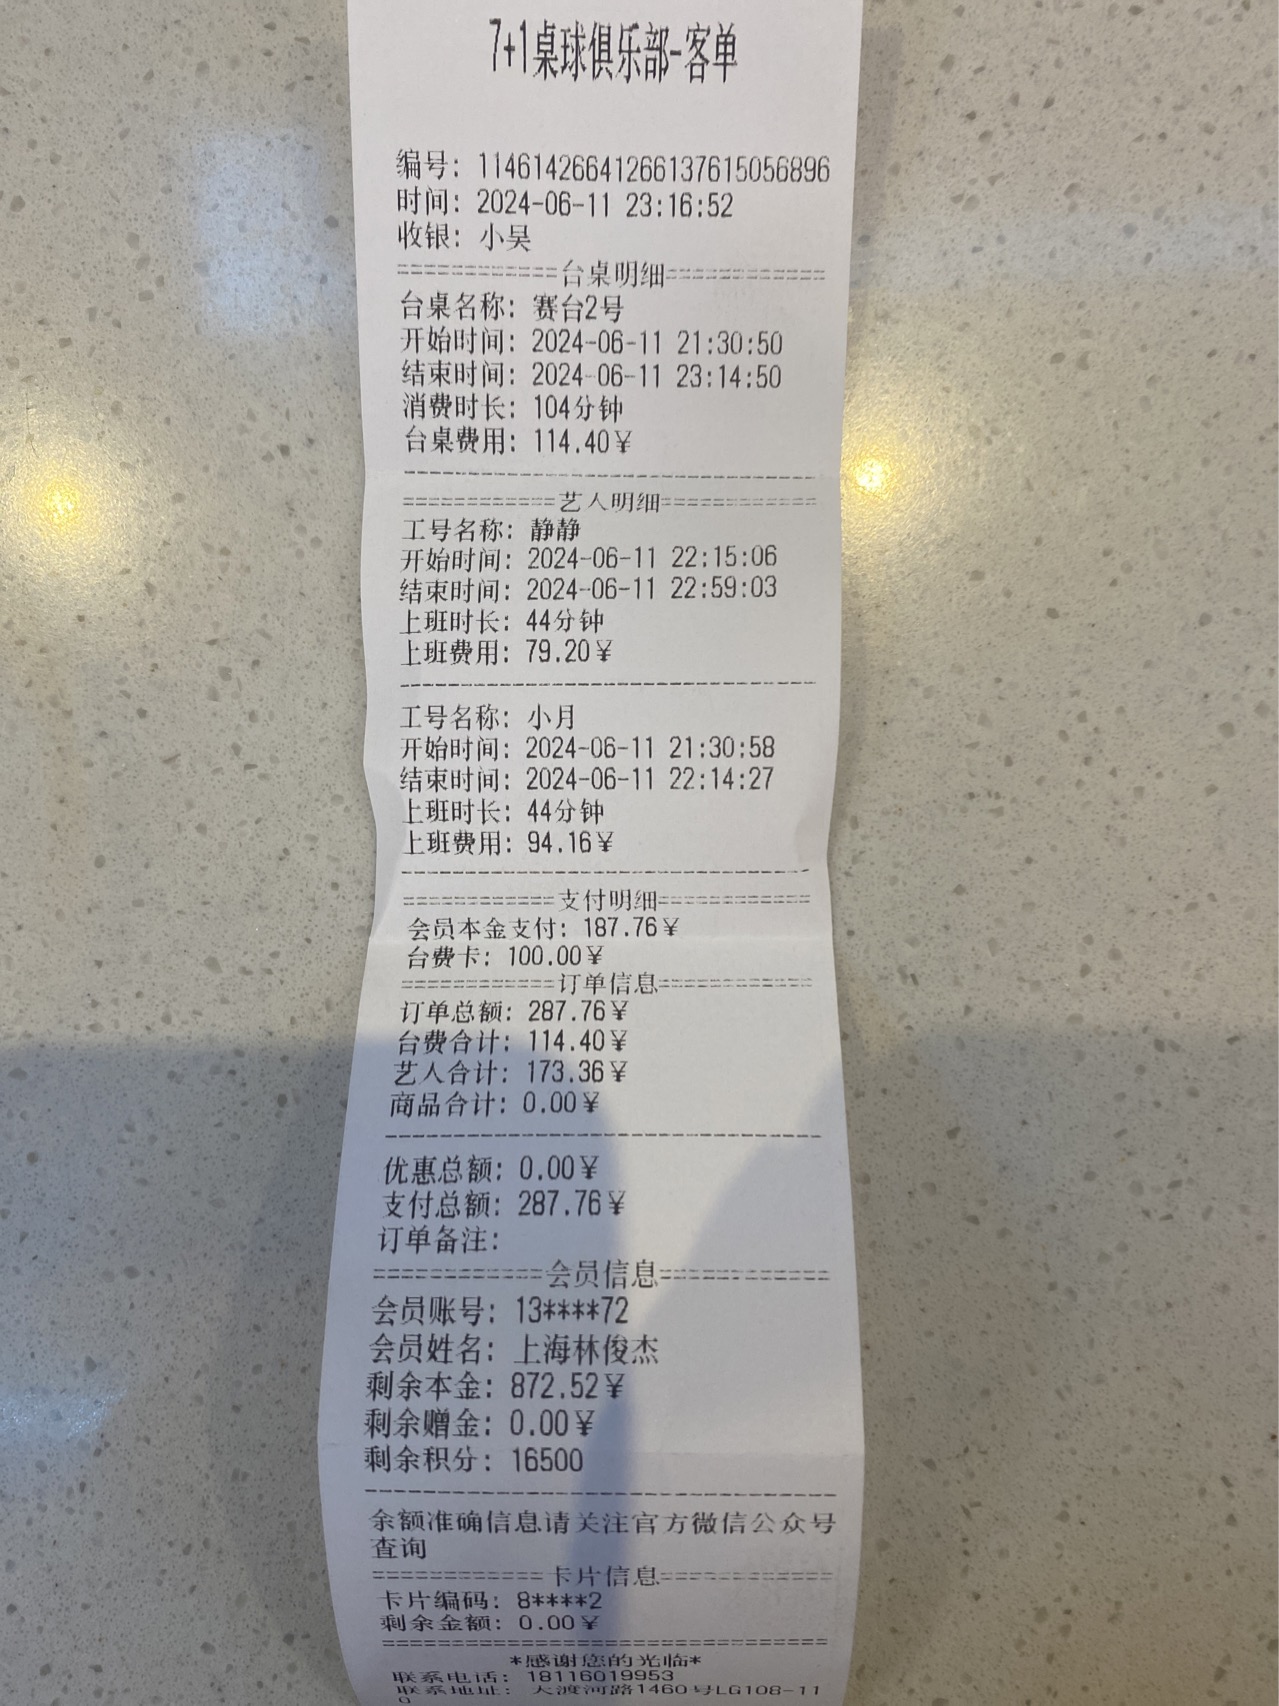 7+1桌球俱乐部-客单
编号: 1146142664126613761505​6896
时间: 2024-06-11 23:16:52
收银: 小吴
============台桌明细============
台桌名称: 赛台2号
开始时间: 2024-06-11 21:30:50
结束时间: 2024-06-11 23:14:50
消费时长: 104分钟
台桌费用: 114.40¥
--------------------------------
============艺人明细============
工号名称: 静静
开始时间: 2024-06-11 22:15:06
结束时间: 2024-06-11 22:59:03
上班时长: 44分钟
上班费用: 79.20¥
--------------------------------
工号名称: 小月
开始时间: 2024-06-11 21:30:58
结束时间: 2024-06-11 22:14:27
上班时长: 44分钟
上班费用: 94.16¥
--------------------------------
============支付明细============
会员本金支付: 187.76¥
台费卡: 100.00¥
============订单信息============
订单总额: 287.76¥
台费合计: 114.40¥
艺人合计: 173.36¥
商品合计: 0.00¥
--------------------------------
优惠总额: 0.00¥
支付总额: 287.76¥
订单备注:
============会员信息============
会员账号: 13****72
会员姓名: 上海林俊杰
剩余本金: 872.52¥
剩余赠金: 0.00¥
剩余积分: 16500
--------------------------------
余额准确信息请关注官方微信公众号
查询
============卡片信息============
卡片编码: 8****2
剩余金额: 0.00¥
================================
*感谢您的光临*
联系电话: 18116019953
联系地址: 大渡河路1460号LG108-11
9